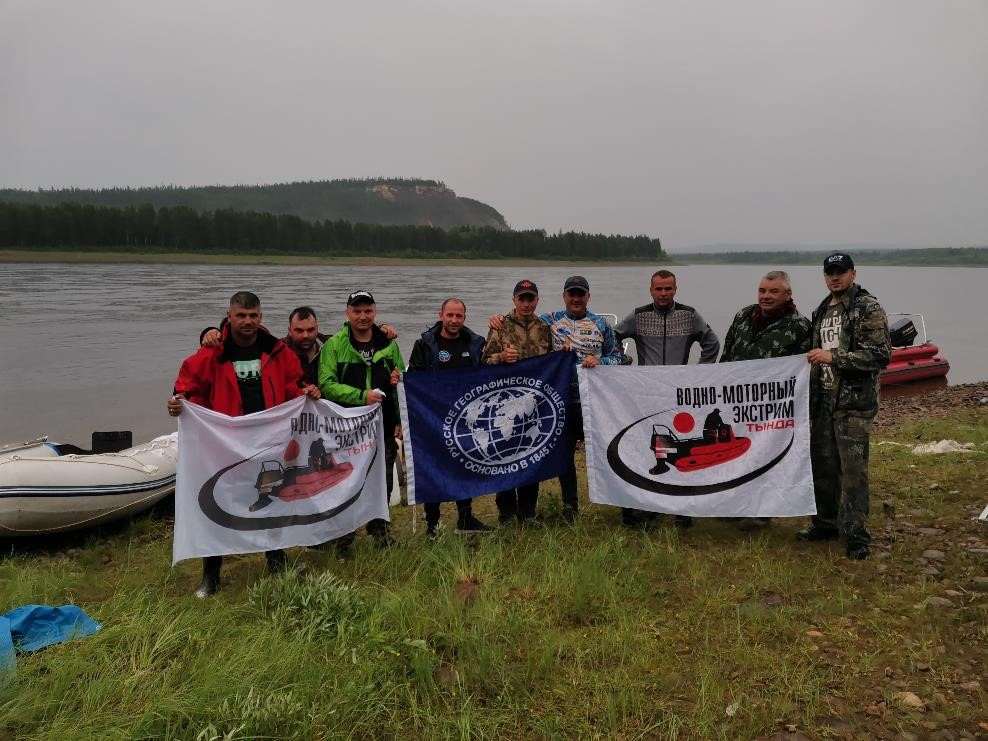 ВОДНО-МОТОРНЫЙ
ЭКСТРИМ
ТЫНДА
РУССКОЕ ГЕОГРАФИЧЕСКОЕ ОБЩЕСТВО
ОСНОВАНО В 1845 г.
ВОДНО-МОТОРНЫЙ
ЭКСТРИМ
ТЫНДА